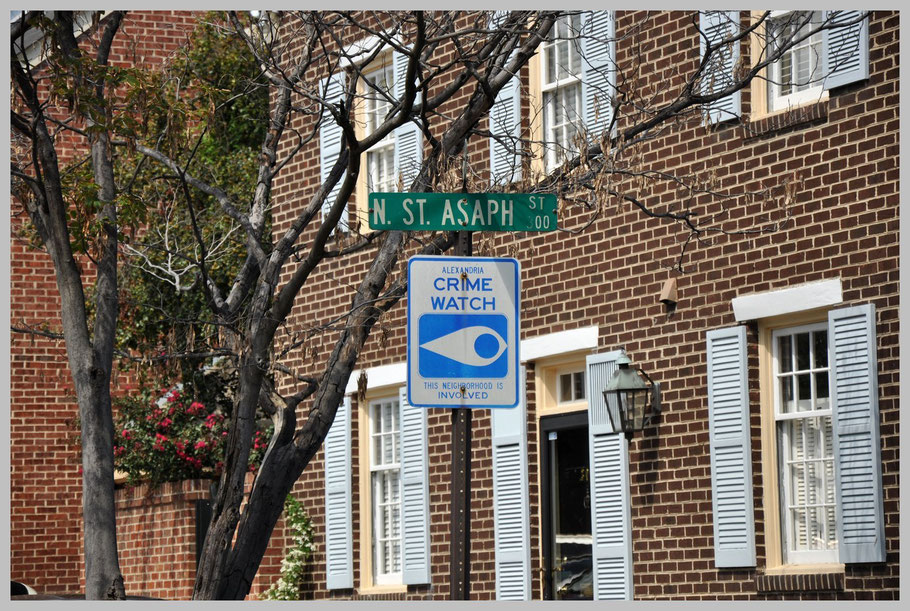 N. ST. ASAPH ST
00
ALEXANDRIA
CRIME
WATCH
THIS NEIGHBORHOOD IS
INVOLVED